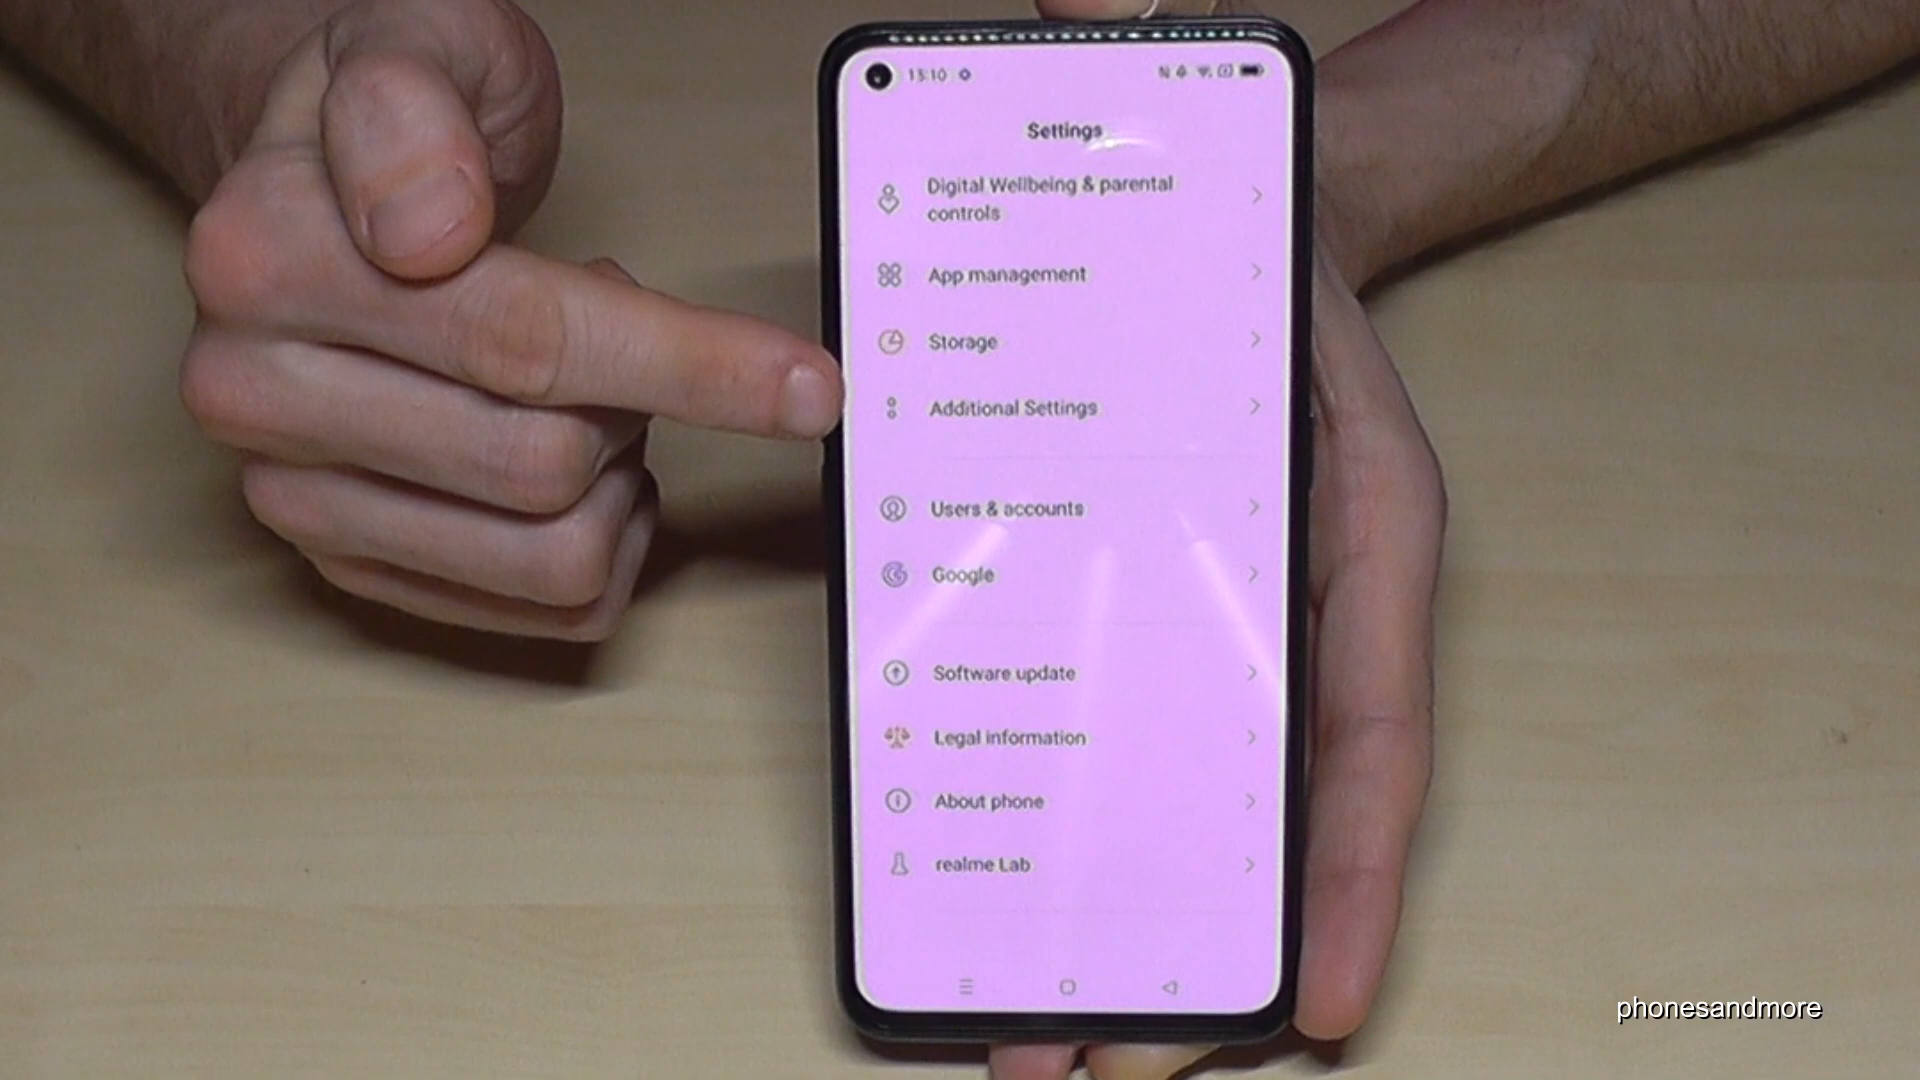 15:10
Settings
Digital Wellbeing & parental
controls
App management
Storage
Additional Settings
Users & accounts
Google
Software update
Legal information
About phone
realme Lab
phonesandmore